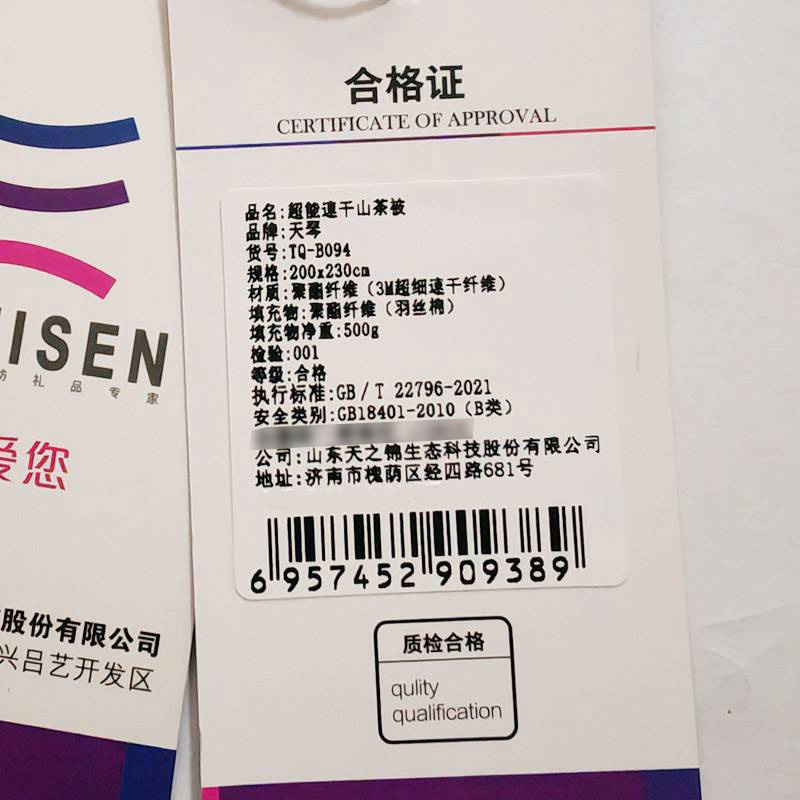 ISEN
礼品专家
爱您
股份有限公司
兴吕艺开发区
合格证
CERTIFICATE OF APPROVAL
品名:超能速干山茶被
品牌:天琴
货号:TQ-B094
规格:200x230cm
材质:聚酯纤维（3M超细速干纤维）
填充物:聚酯纤维（羽丝棉）
填充物净重:500g
检验:001
等级:合格
执行标准:GB/T 22796-2021
安全类别:GB18401-2010（B类）
公司:山东天之锦生态科技股份有限公司
地址:济南市槐荫区经四路681号
6 957452 909389
质检合格
qulity
qualification